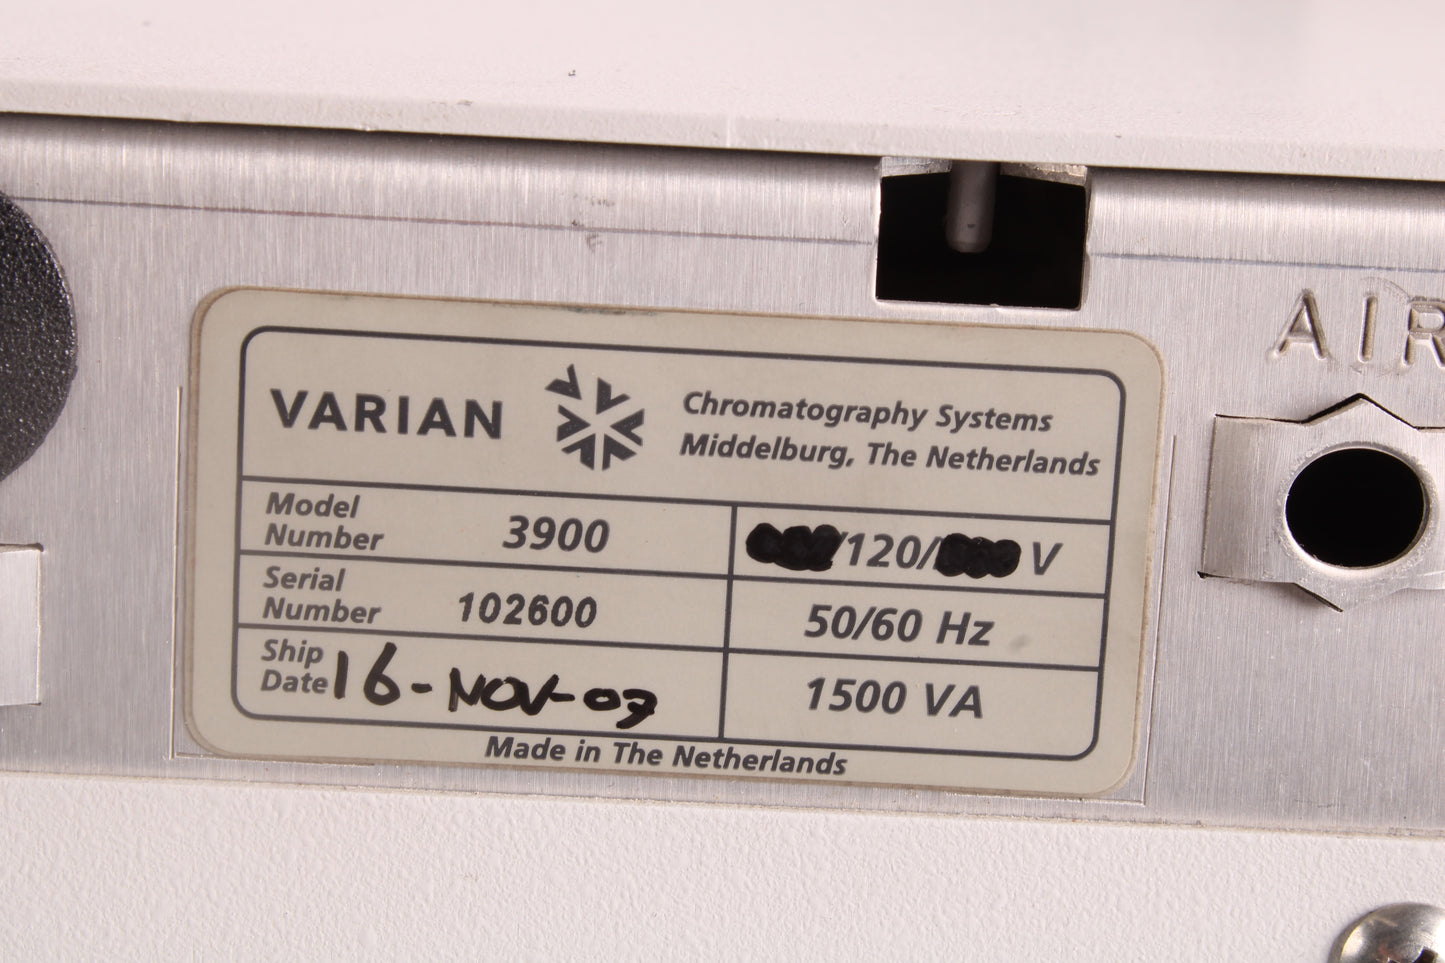 AIR
VARIAN
Chromatography Systems
Middelburg, The Netherlands
Model
Number 3900
/120/ V
Serial
Number 102600
50/60 Hz
Ship
Date 16-NOV-03
1500 VA
Made in The Netherlands